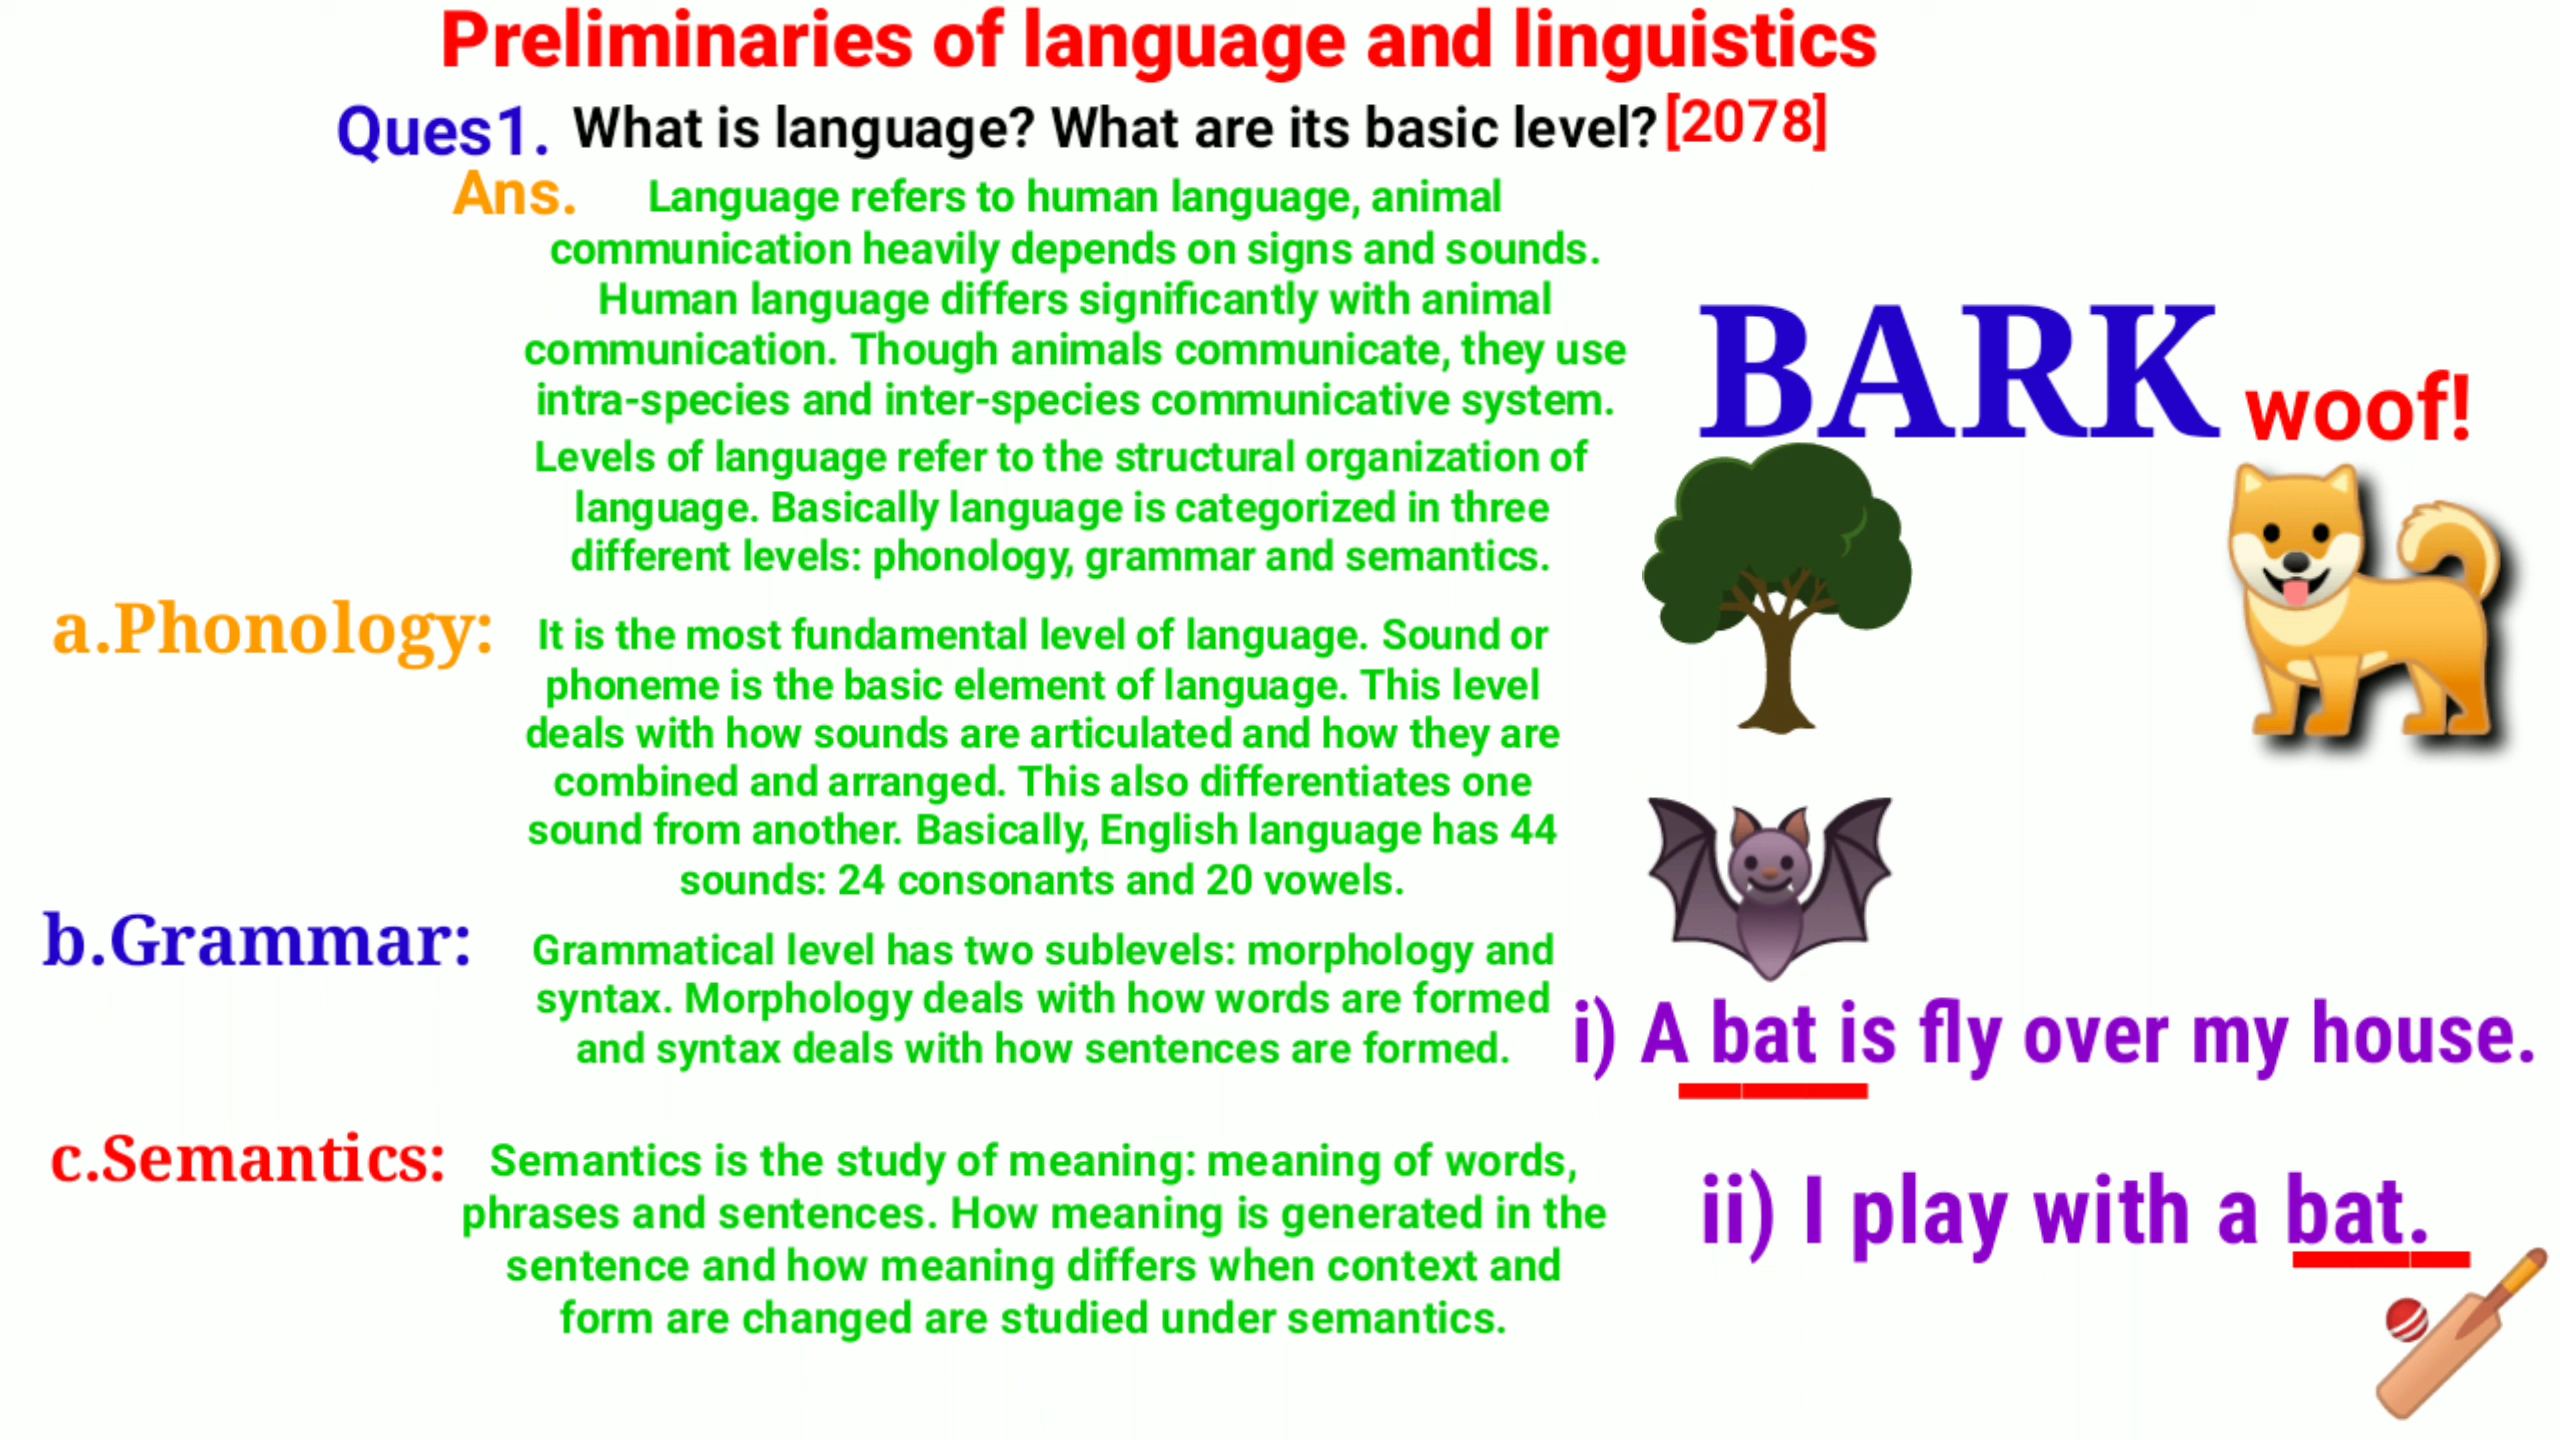 Preliminaries of language and linguistics
Ques1. What is language? What are its basic level? [2078]
Ans. Language refers to human language, animal
communication heavily depends on signs and sounds.
Human language differs significantly with animal
communication. Though animals communicate, they use
intra-species and inter-species communicative system.
Levels of language refer to the structural organization of
language. Basically language is categorized in three
different levels: phonology, grammar and semantics.
BARK woof!
a.Phonology: It is the most fundamental level of language. Sound or
phoneme is the basic element of language. This level
deals with how sounds are articulated and how they are
combined and arranged. This also differentiates one
sound from another. Basically, English language has 44
sounds: 24 consonants and 20 vowels.
b.Grammar: Grammatical level has two sublevels: morphology and
syntax. Morphology deals with how words are formed
and syntax deals with how sentences are formed.
i) A bat is fly over my house.
c.Semantics: Semantics is the study of meaning: meaning of words,
phrases and sentences. How meaning is generated in the
sentence and how meaning differs when context and
form are changed are studied under semantics.
ii) I play with a bat.